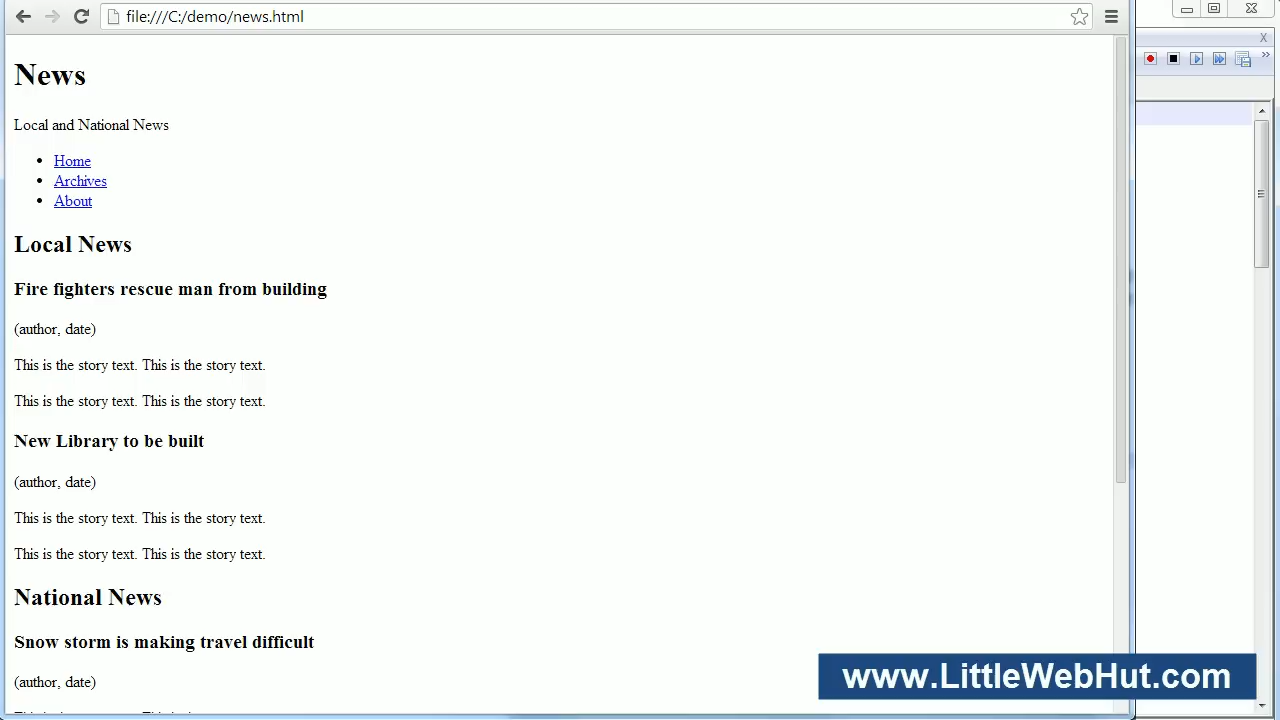 file:///C:/demo/news.html
News
Local and National News
Home
Archives
About
Local News
Fire fighters rescue man from building
(author, date)
This is the story text. This is the story text.
This is the story text. This is the story text.
New Library to be built
(author, date)
This is the story text. This is the story text.
This is the story text. This is the story text.
National News
Snow storm is making travel difficult
(author, date)
www.LittleWebHut.com